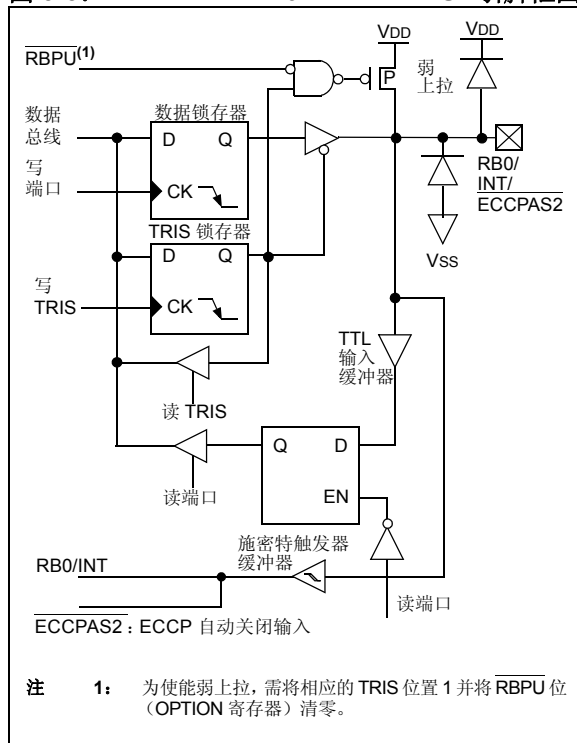 RBPU(1)
VDD
VDD
弱
上拉
P
数据
总线
数据锁存器
D Q
写
端口
CK
RB0/
INT/
ECCPAS2
TRIS 锁存器
D Q
VSS
写
TRIS
CK
TTL
输入
缓冲器
读 TRIS
Q D
读端口
EN
施密特触发器
缓冲器
RB0/INT
读端口
ECCPAS2：ECCP 自动关闭输入
注 1： 为使能弱上拉，需将相应的 TRIS 位置 1 并将 RBPU 位
（OPTION 寄存器）清零。